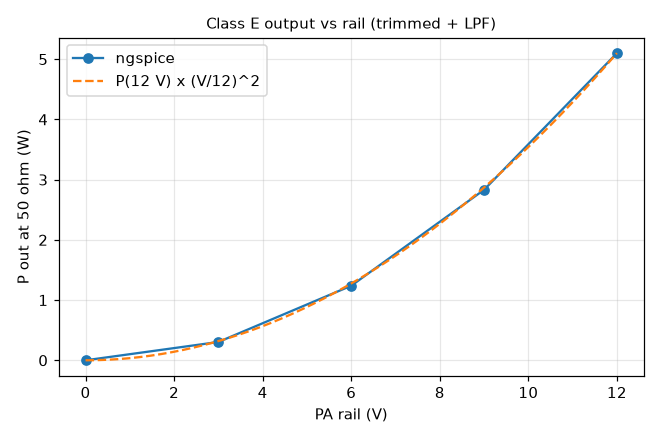 Class E output vs rail (trimmed + LPF)
ngspice
P(12 V) x (V/12)^2
P out at 50 ohm (W)
5
4
3
2
1
0
0 2 4 6 8 10 12
PA rail (V)